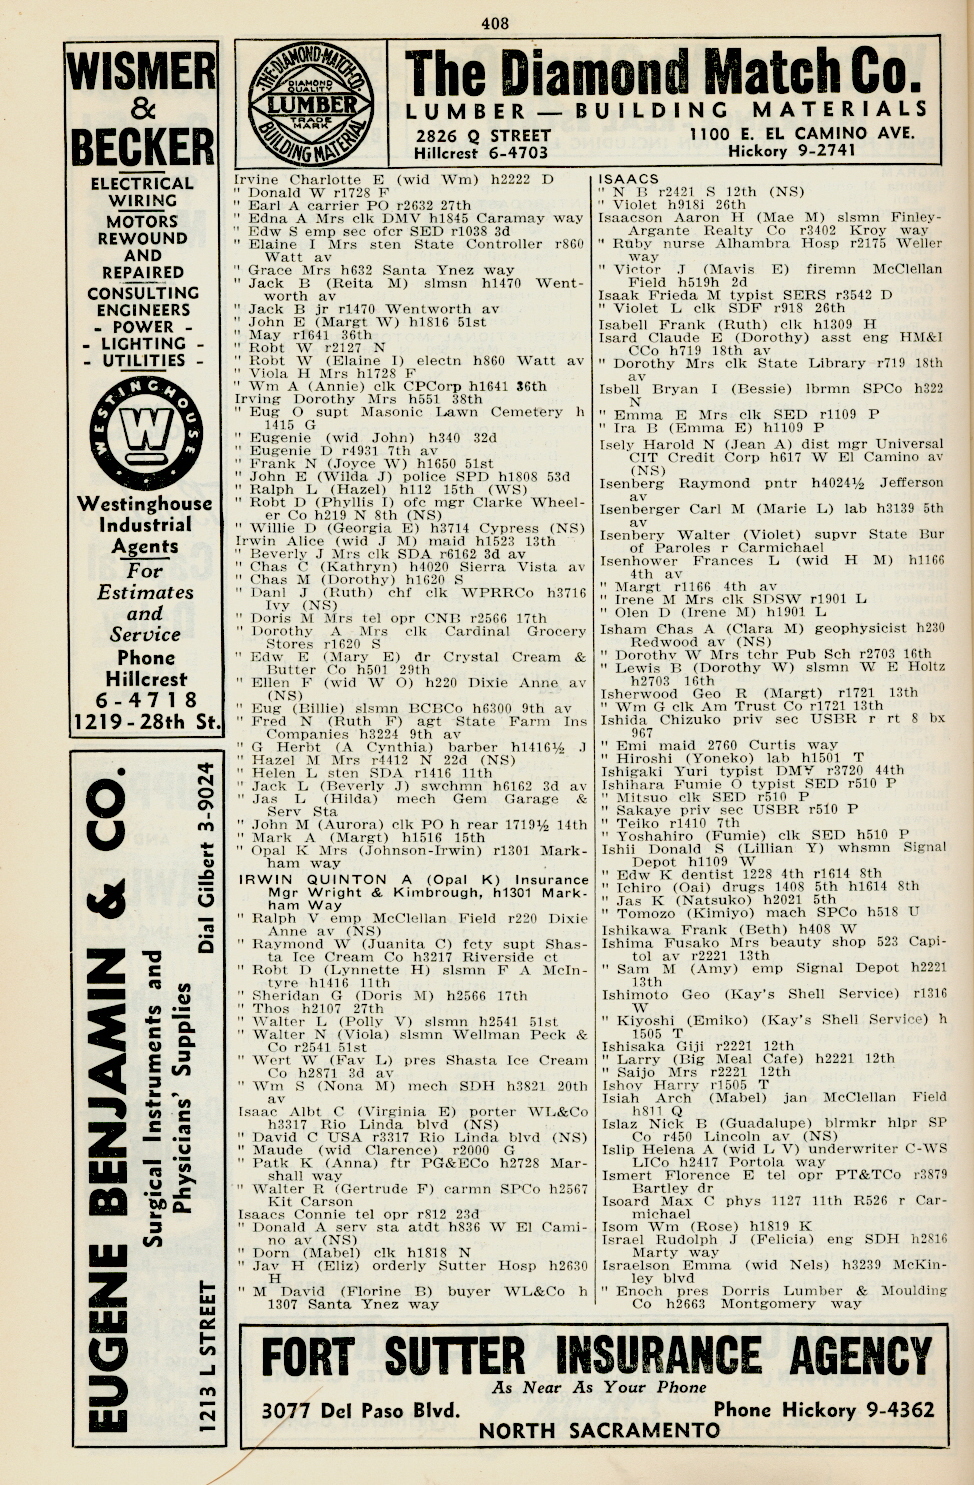 408
WISMER
&
BECKER
ELECTRICAL
WIRING
MOTORS
REWOUND
AND
REPAIRED
CONSULTING
ENGINEERS
- POWER -
- LIGHTING -
- UTILITIES -
WESTINGHOUSE
W
Westinghouse
Industrial
Agents
For
Estimates
and
Service
Phone
Hillcrest
6-4718
1219-28th St.
EUGENE BENJAMIN & CO.
Surgical Instruments and
Physicians' Supplies
1213 L STREET
Dial Gilbert 3-9024
THE DIAMOND MATCH CO.
DIAMOND
QUALITY
LUMBER
TRADE
MARK
BUILDING MATERIAL
The Diamond Match Co.
LUMBER — BUILDING MATERIALS
2826 Q STREET
Hillcrest 6-4703
1100 E. EL CAMINO AVE.
Hickory 9-2741
Irvine Charlotte E (wid Wm) h2222 D
" Donald W r1728 F
" Earl A carrier PO r2632 27th
" Edna A Mrs clk DMV h1845 Caramay way
" Edw S emp sec ofcr SED r1038 3d
" Elaine I Mrs sten State Controller r860
Watt av
" Grace Mrs h632 Santa Ynez way
" Jack B (Reita M) slmsn h1470 Went-
worth av
" Jack B jr r1470 Wentworth av
" John E (Margt W) h1816 51st
" May r1641 36th
" Robt W r2127 N
" Robt W (Elaine I) electn h860 Watt av
" Viola H Mrs h1728 F
" Wm A (Annie) clk CPCorp h1641 36th
Irving Dorothy Mrs h551 38th
" Eug O supt Masonic Lawn Cemetery h
1415 G
" Eugenie (wid John) h340 32d
" Eugenie D r4931 7th av
" Frank N (Joyce W) h1650 51st
" John E (Wilda J) police SPD h1808 53d
" Ralph L (Hazel) h112 15th (WS)
" Robt D (Phyllis I) ofc mgr Clarke Wheel-
er Co h219 N 8th (NS)
" Willie D (Georgia E) h3714 Cypress (NS)
Irwin Alice (wid J M) maid h1523 13th
" Beverly J Mrs clk SDA r6162 3d av
" Chas C (Kathryn) h4020 Sierra Vista av
" Chas M (Dorothy) h1620 S
" Danl J (Ruth) chf clk WPRRCo h3716
Ivy (NS)
" Doris M Mrs tel opr CNB r2566 17th
" Dorothy A Mrs clk Cardinal Grocery
Stores r1620 S
" Edw E (Mary E) dr Crystal Cream &
Butter Co h501 29th
" Ellen F (wid W O) h220 Dixie Anne av
(NS)
" Eug (Billie) slsmn BCBCo h6300 9th av
" Fred N (Ruth F) agt State Farm Ins
Companies h3224 9th av
" G Herbt (A Cynthia) barber h1416½ J
" Hazel M Mrs r4412 N 22d (NS)
" Helen L sten SDA r1416 11th
" Jack L (Beverly J) swchmn h6162 3d av
" Jas L (Hilda) mech Gem Garage &
Serv Sta
" John M (Aurora) clk PO h rear 1719½ 14th
" Mark A (Margt) h1516 15th
" Opal K Mrs (Johnson-Irwin) r1301 Mark-
ham way
IRWIN QUINTON A (Opal K) Insurance
Mgr Wright & Kimbrough, h1301 Mark-
ham Way
" Ralph V emp McClellan Field r220 Dixie
Anne av (NS)
" Raymond W (Juanita C) fcty supt Shas-
ta Ice Cream Co h3217 Riverside ct
" Robt D (Lynnette H) slsmn F A McIn-
tyre h1416 11th
" Sheridan G (Doris M) h2566 17th
" Thos h2107 27th
" Walter L (Polly V) slsmn h2541 51st
" Walter N (Viola) slsmn Wellman Peck &
Co r2541 51st
" Wert W (Fay L) pres Shasta Ice Cream
Co h2871 3d av
" Wm S (Nona M) mech SDH h3821 20th
av
Isaac Albt C (Virginia E) porter WL&Co
h3317 Rio Linda blvd (NS)
" David C USA r3317 Rio Linda blvd (NS)
" Maude (wid Clarence) r2000 G
" Patk K (Anna) ftr PG&ECo h2728 Mar-
shall way
" Walter R (Gertrude F) carmn SPCo h2567
Kit Carson
Isaacs Connie tel opr r812 23d
" Donald A serv sta atdt h836 W El Cami-
no av (NS)
" Dorn (Mabel) clk h1818 N
" Jay H (Eliz) orderly Sutter Hosp h2630
H
" M David (Florine B) buyer WL&Co h
1307 Santa Ynez way
ISAACS
" N B r2421 S 12th (NS)
" Violet h918i 26th
Isaacson Aaron H (Mae M) slsmn Finley-
Argante Realty Co r3402 Kroy way
" Ruby nurse Alhambra Hosp r2175 Weller
way
" Victor J (Mavis E) firemn McClellan
Field h519h 2d
Isaak Frieda M typist SERS r3542 D
" Violet L clk SDF r918 26th
Isabell Frank (Ruth) clk h1309 H
Isard Claude E (Dorothy) asst eng HM&I
CCo h719 18th av
" Dorothy Mrs clk State Library r719 18th
av
Isbell Bryan I (Bessie) lbrmn SPCo h322
N
" Emma E Mrs clk SED r1109 P
" Ira B (Emma E) h1109 P
Isely Harold N (Jean A) dist mgr Universal
CIT Credit Corp h617 W El Camino av
(NS)
Isenberg Raymond pntr h4024½ Jefferson
av
Isenberger Carl M (Marie L) lab h3139 5th
av
Isenbery Walter (Violet) supvr State Bur
of Paroles r Carmichael
Isenhower Frances L (wid H M) h1166
4th av
" Margt r1166 4th av
" Irene M Mrs clk SDSW r1901 L
" Olen D (Irene M) h1901 L
Isham Chas A (Clara M) geophysicist h230
Redwood av (NS)
" Dorothy W Mrs tchr Pub Sch r2703 16th
" Lewis B (Dorothy W) slsmn W E Holtz
h2703 16th
Isherwood Geo R (Margt) r1721 13th
" Wm G clk Am Trust Co r1721 13th
Ishida Chizuko priv sec USBR r rt 8 bx
967
" Emi maid 2760 Curtis way
" Hiroshi (Yoneko) lab h1501 T
Ishigaki Yuri typist DMV r3720 44th
Ishihara Fumie O typist SED r510 P
" Mitsuo clk SED r510 P
" Sakaye priv sec USBR r510 P
" Teiko r1410 7th
" Yoshahiro (Fumie) clk SED h510 P
Ishii Donald S (Lillian Y) whsmn Signal
Depot h1109 W
" Edw K dentist 1228 4th r1614 8th
" Ichiro (Oai) drugs 1408 5th h1614 8th
" Jas K (Natsuko) h2021 5th
" Tomozo (Kimiyo) mach SPCo h518 U
Ishikawa Frank (Beth) h408 W
Ishima Fusako Mrs beauty shop 523 Capi-
tol av r2221 13th
" Sam M (Amy) emp Signal Depot h2221
13th
Ishimoto Geo (Kay's Shell Service) r1316
W
" Kiyoshi (Emiko) (Kay's Shell Service) h
1505 T
Ishisaka Giji r2221 12th
" Larry (Big Meal Cafe) h2221 12th
" Saijo Mrs r2221 12th
Ishoy Harry r1505 T
Isiah Arch (Mabel) jan McClellan Field
h811 Q
Islaz Nick B (Guadalupe) blrmkr hlpr SP
Co r450 Lincoln av (NS)
Islip Helena A (wid L V) underwriter C-WS
LICo h2417 Portola way
Ismert Florence E tel opr PT&TCo r3879
Bartley dr
Isoard Max C phys 1127 11th R526 r Car-
michael
Isom Wm (Rose) h1819 K
Israel Rudolph J (Felicia) eng SDH h2816
Marty way
Israelson Emma (wid Nels) h3239 McKin-
ley blvd
" Enoch pres Dorris Lumber & Moulding
Co h2663 Montgomery way
FORT SUTTER INSURANCE AGENCY
As Near As Your Phone
3077 Del Paso Blvd.
Phone Hickory 9-4362
NORTH SACRAMENTO